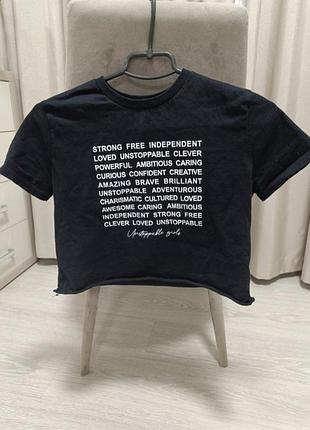 STRONG FREE INDEPENDENT
LOVED UNSTOPPABLE CLEVER
POWERFUL AMBITIOUS CARING
CURIOUS CONFIDENT CREATIVE
AMAZING BRAVE BRILLIANT
UNSTOPPABLE ADVENTUROUS
CHARISMATIC CULTURED LOVED
AWESOME CARING AMBITIOUS
INDEPENDENT STRONG FREE
CLEVER LOVED UNSTOPPABLE
Unstoppable girls